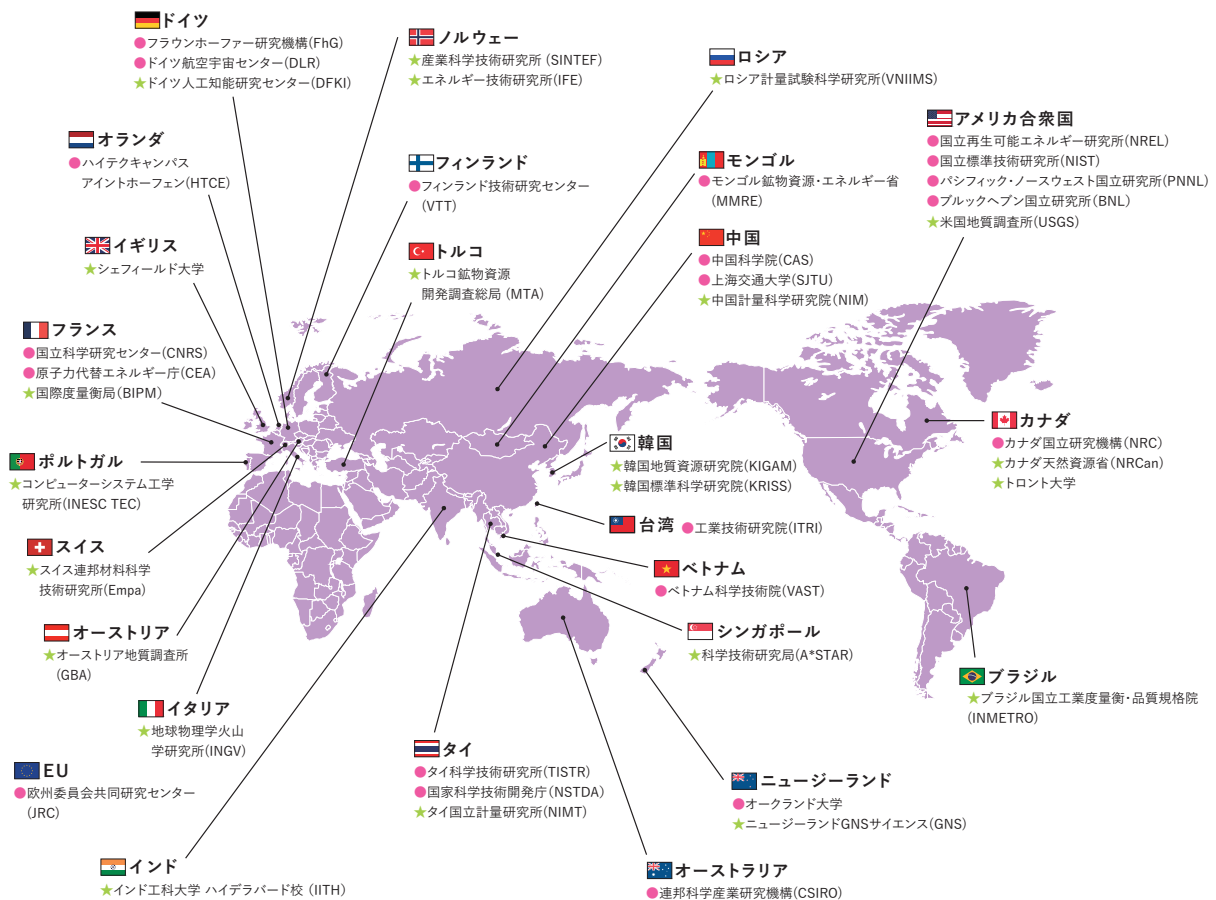 ドイツ
フラウンホーファー研究機構(FhG)
ドイツ航空宇宙センター(DLR)
★ドイツ人工知能研究センター(DFKI)
ノルウェー
★産業科学技術研究所 (SINTEF)
★エネルギー技術研究所(IFE)
ロシア
★ロシア計量試験科学研究所(VNIIMS)
アメリカ合衆国
●国立再生可能エネルギー研究所(NREL)
●国立標準技術研究所(NIST)
●パシフィック・ノースウェスト国立研究所(PNNL)
●ブルックヘブン国立研究所(BNL)
★米国地質調査所(USGS)
オランダ
●ハイテクキャンパス
アイントホーフェン(HTCE)
フィンランド
●フィンランド技術研究センター
(VTT)
モンゴル
●モンゴル鉱物資源・エネルギー省
(MMRE)
イギリス
★シェフィールド大学
トルコ
★トルコ鉱物資源
開発調査総局 (MTA)
中国
●中国科学院(CAS)
●上海交通大学(SJTU)
★中国計量科学研究院(NIM)
フランス
●国立科学研究センター(CNRS)
●原子力代替エネルギー庁(CEA)
★国際度量衡局(BIPM)
カナダ
●カナダ国立研究機構(NRC)
★カナダ天然資源省(NRCan)
★トロント大学
韓国
★韓国地質資源研究院(KIGAM)
★韓国標準科学研究院(KRISS)
ポルトガル
★コンピューターシステム工学
研究所(INESC TEC)
台湾 ●工業技術研究院(ITRI)
スイス
★スイス連邦材料科学
技術研究所(Empa)
ベトナム
●ベトナム科学技術院(VAST)
オーストリア
★オーストリア地質調査所
(GBA)
シンガポール
★科学技術研究局(A*STAR)
ブラジル
★ブラジル国立工業度量衡・品質規格院
(INMETRO)
イタリア
★地球物理学火山
学研究所(INGV)
タイ
●タイ科学技術研究所(TISTR)
●国家科学技術開発庁(NSTDA)
★タイ国立計量研究所(NIMT)
EU
●欧州委員会共同研究センター
(JRC)
ニュージーランド
●オークランド大学
★ニュージーランドGNSサイエンス(GNS)
インド
★インド工科大学 ハイデラバード校 (IITH)
オーストラリア
●連邦科学産業研究機構(CSIRO)